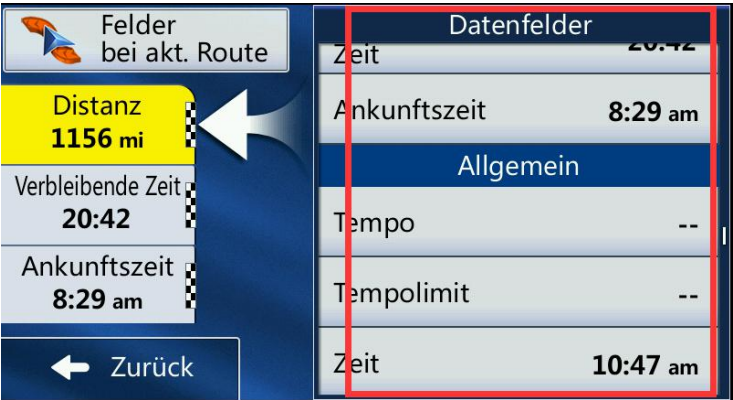 Felder
bei akt. Route
Distanz
1156 mi
Verbleibende Zeit
20:42
Ankunftszeit
8:29 am
Zurück
Datenfelder
Zeit 20:42
Ankunftszeit 8:29 am
Allgemein
Tempo --
Tempolimit --
Zeit 10:47 am